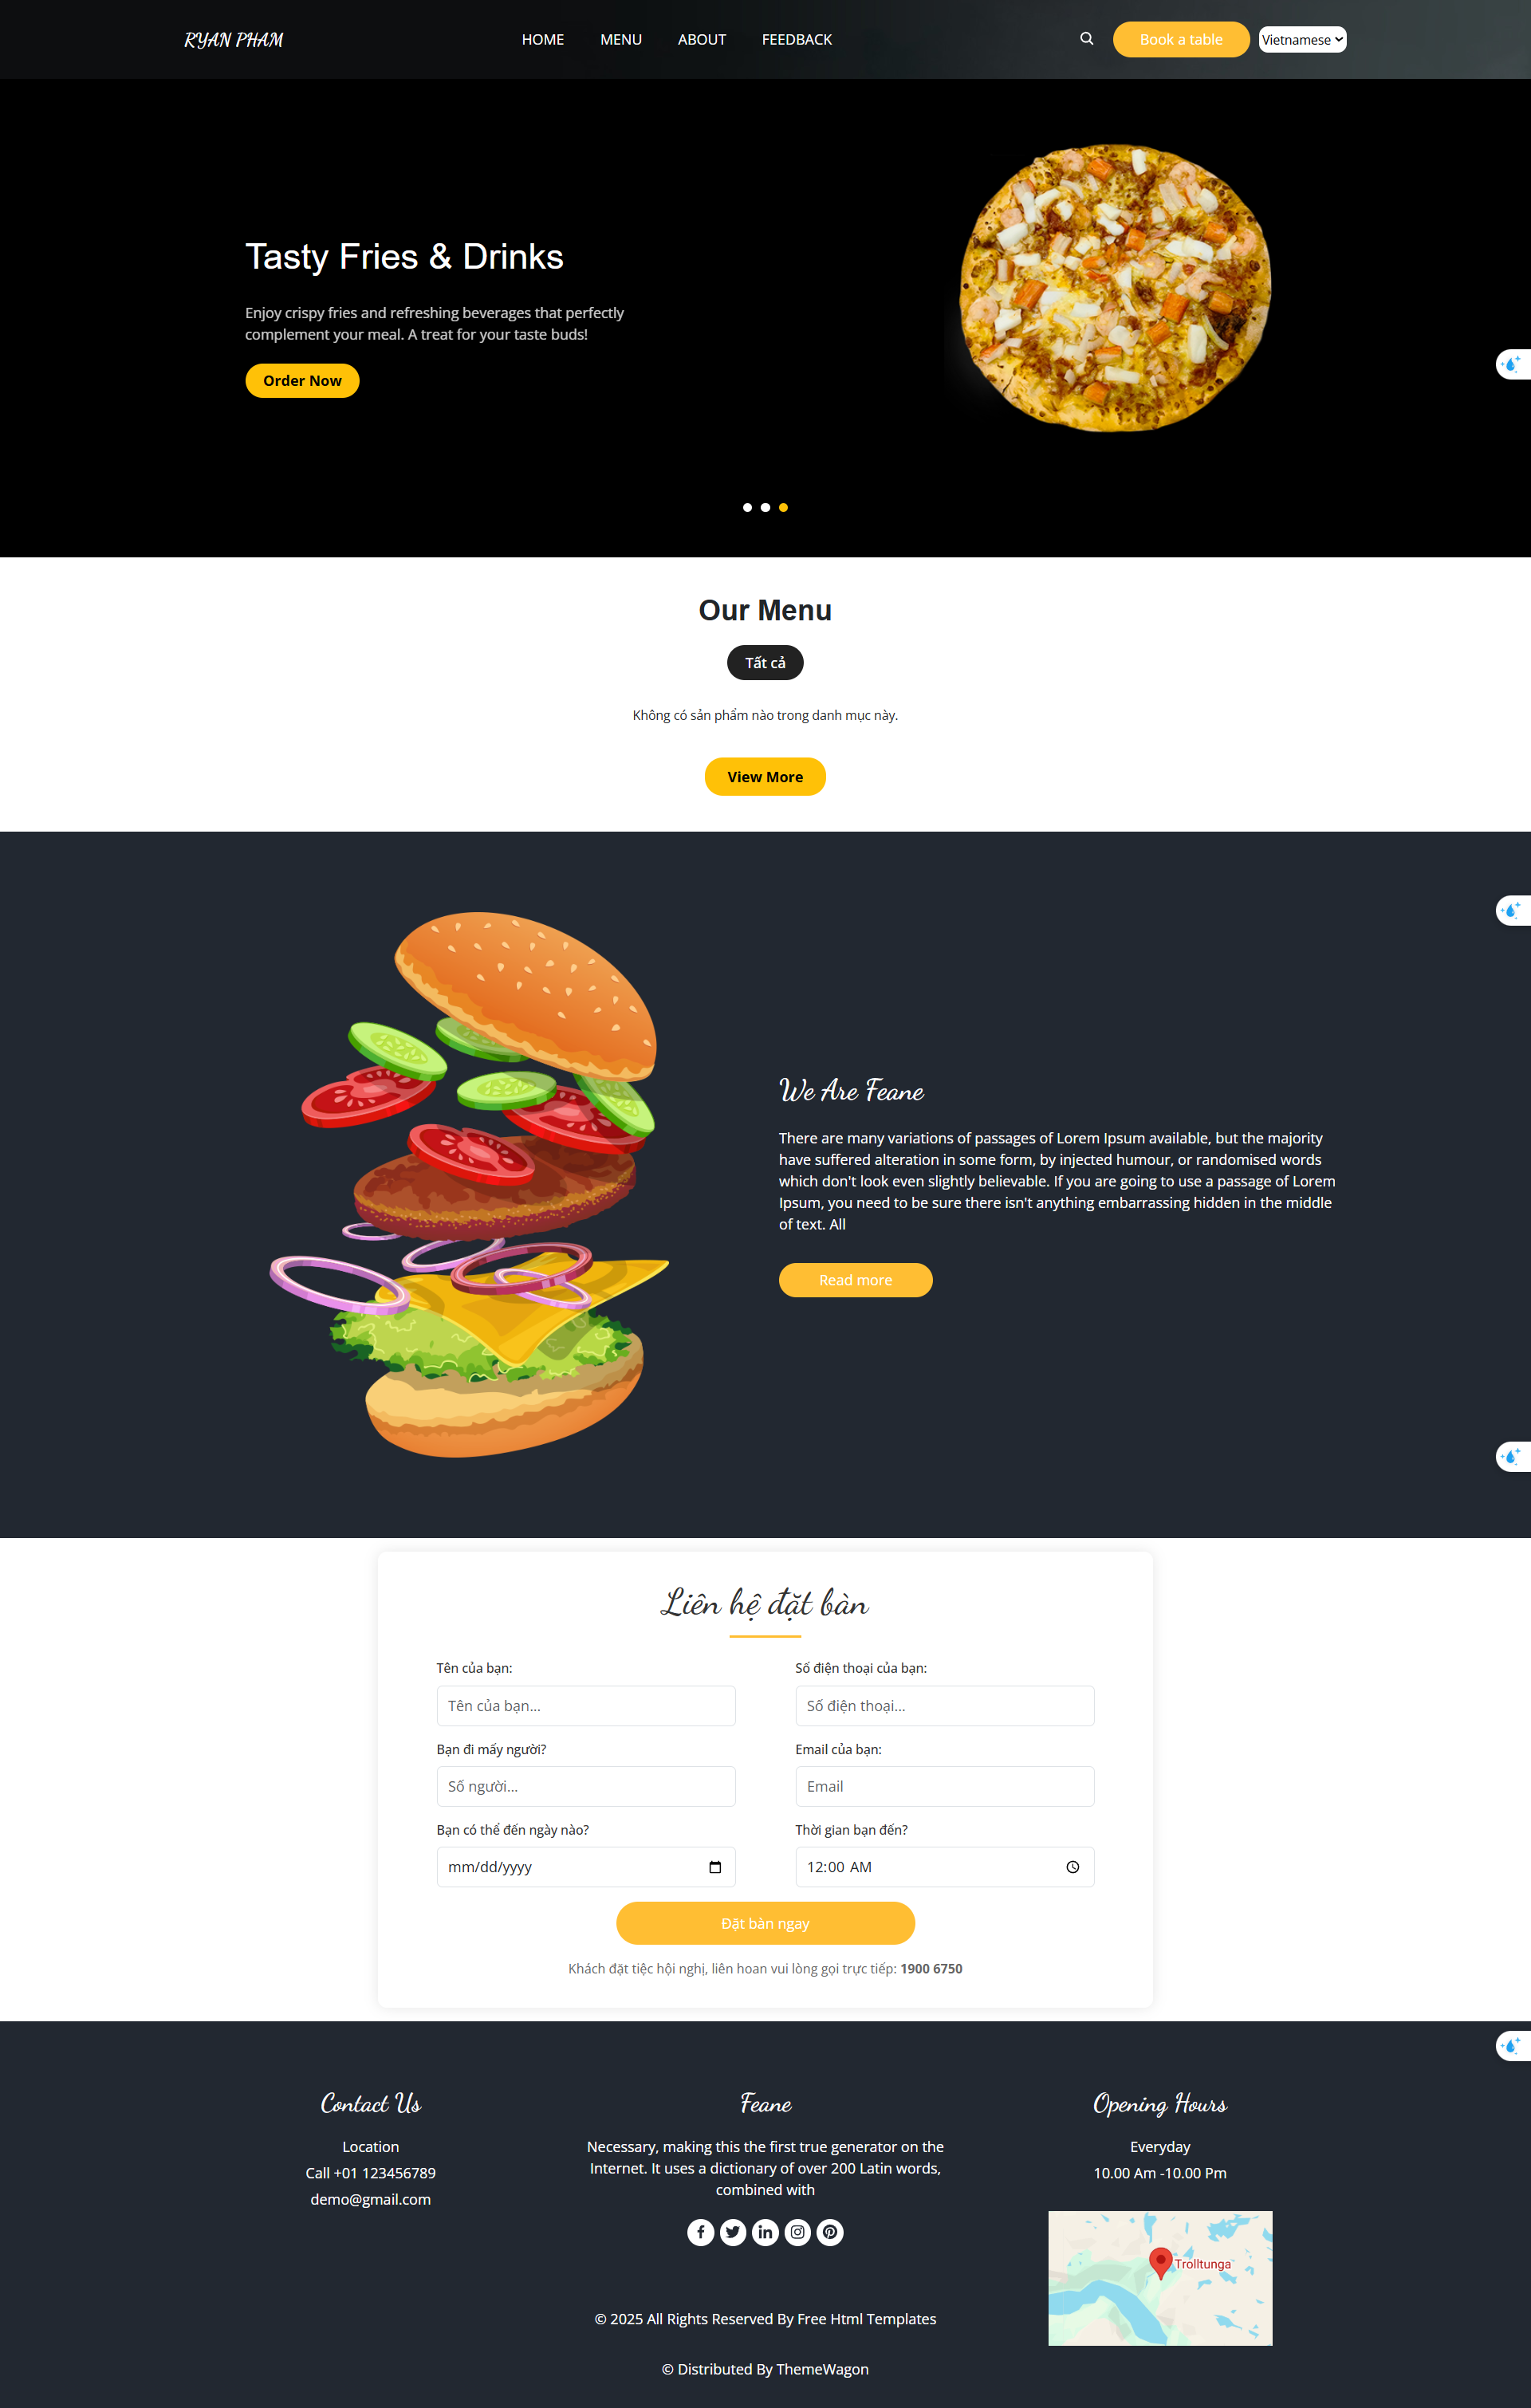 RYAN PHAM
HOME
MENU
ABOUT
FEEDBACK
Book a table
Vietnamese
Tasty Fries & Drinks
Enjoy crispy fries and refreshing beverages that perfectly
complement your meal. A treat for your taste buds!
Order Now
Our Menu
Tất cả
Không có sản phẩm nào trong danh mục này.
View More
We Are Feane
There are many variations of passages of Lorem Ipsum available, but the majority
have suffered alteration in some form, by injected humour, or randomised words
which don't look even slightly believable. If you are going to use a passage of Lorem
Ipsum, you need to be sure there isn't anything embarrassing hidden in the middle
of text. All
Read more
Liên hệ đặt bàn
Tên của bạn:
Số điện thoại của bạn:
Tên của bạn...
Số điện thoại...
Bạn đi mấy người?
Email của bạn:
Số người...
Email
Bạn có thể đến ngày nào?
Thời gian bạn đến?
mm/dd/yyyy
12:00 AM
Đặt bàn ngay
Khách đặt tiệc hội nghị, liên hoan vui lòng gọi trực tiếp: 1900 6750
Contact Us
Location
Call +01 123456789
demo@gmail.com
Feane
Necessary, making this the first true generator on the
Internet. It uses a dictionary of over 200 Latin words,
combined with
Opening Hours
Everyday
10.00 Am -10.00 Pm
Trolltunga
© 2025 All Rights Reserved By Free Html Templates
© Distributed By ThemeWagon